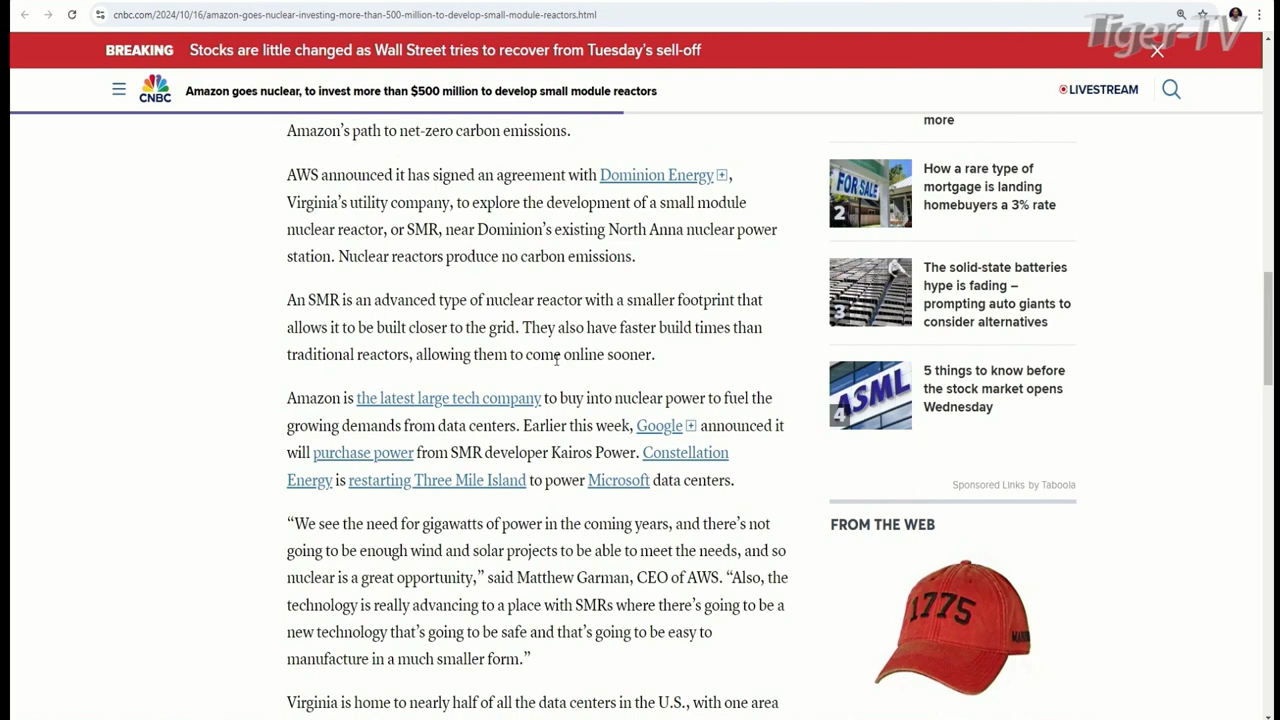 cnbc.com/2024/10/16/amazon-goes-nuclear-investing-more-than-500-million-to-develop-small-module-reactors.html
Tiger-TV
BREAKING Stocks are little changed as Wall Street tries to recover from Tuesday's sell-off
CNBC
Amazon goes nuclear, to invest more than $500 million to develop small module reactors
LIVESTREAM
Amazon's path to net-zero carbon emissions.
AWS announced it has signed an agreement with Dominion Energy,
Virginia's utility company, to explore the development of a small module
nuclear reactor, or SMR, near Dominion's existing North Anna nuclear power
station. Nuclear reactors produce no carbon emissions.
An SMR is an advanced type of nuclear reactor with a smaller footprint that
allows it to be built closer to the grid. They also have faster build times than
traditional reactors, allowing them to come online sooner.
Amazon is the latest large tech company to buy into nuclear power to fuel the
growing demands from data centers. Earlier this week, Google announced it
will purchase power from SMR developer Kairos Power. Constellation
Energy is restarting Three Mile Island to power Microsoft data centers.
“We see the need for gigawatts of power in the coming years, and there's not
going to be enough wind and solar projects to be able to meet the needs, and so
nuclear is a great opportunity,” said Matthew Garman, CEO of AWS. “Also, the
technology is really advancing to a place with SMRs where there's going to be a
new technology that's going to be safe and that's going to be easy to
manufacture in a much smaller form.”
Virginia is home to nearly half of all the data centers in the U.S., with one area
more
FOR SALE
2
How a rare type of
mortgage is landing
homebuyers a 3% rate
3
The solid-state batteries
hype is fading –
prompting auto giants to
consider alternatives
ASML
4
5 things to know before
the stock market opens
Wednesday
Sponsored Links by Taboola
FROM THE WEB
1775